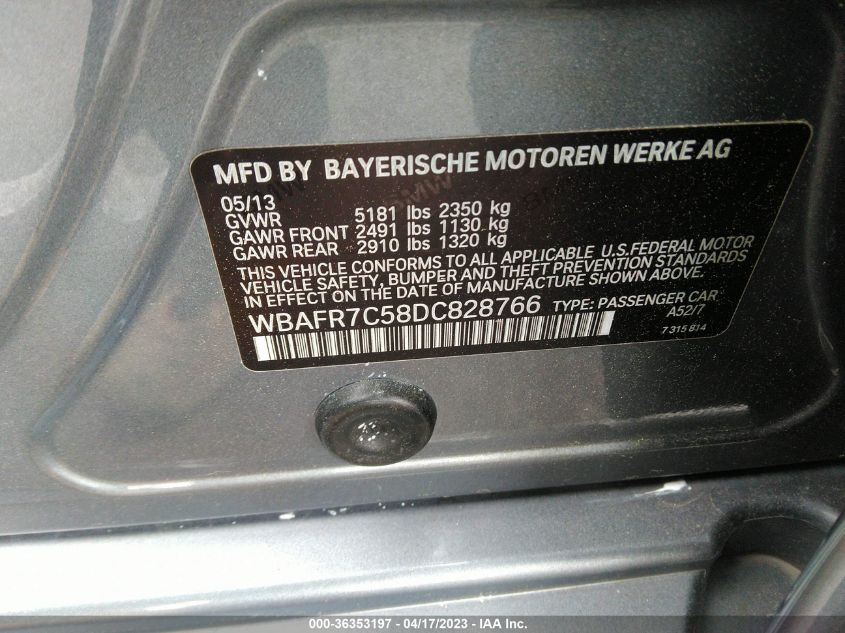 MFD BY BAYERISCHE MOTOREN WERKE AG
05/13
GVWR 5181 lbs 2350 kg
GAWR FRONT 2491 lbs 1130 kg
GAWR REAR 2910 lbs 1320 kg
THIS VEHICLE CONFORMS TO ALL APPLICABLE U.S.FEDERAL MOTOR
VEHICLE SAFETY, BUMPER AND THEFT PREVENTION STANDARDS
IN EFFECT ON THE DATE OF MANUFACTURE SHOWN ABOVE.
WBAFR7C58DC828766 TYPE: PASSENGER CAR
A52/7
7 315 814
000-36353197 - 04/17/2023 - IAA Inc.